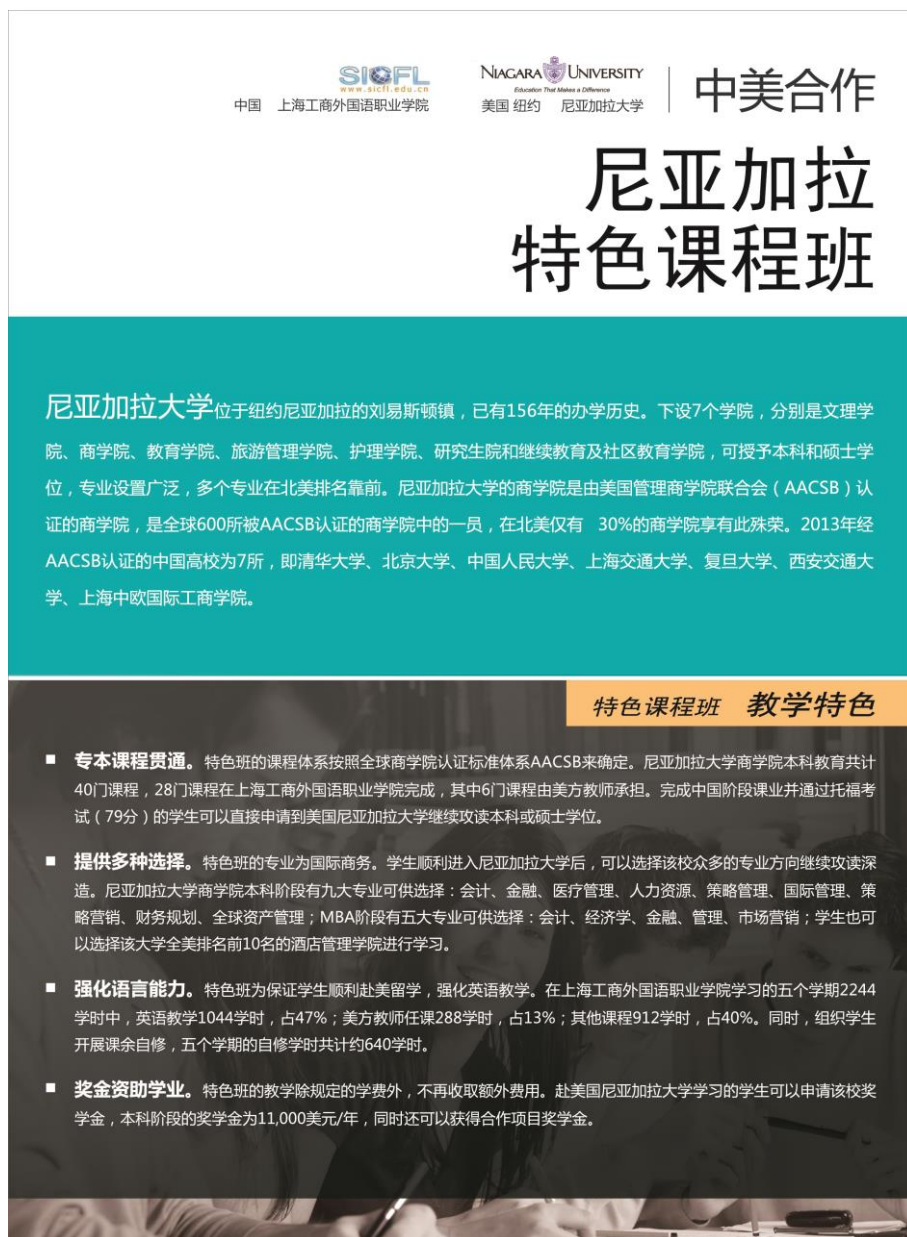 SICFL
www.sicfl.edu.cn
中国 上海工商外国语职业学院
NIAGARA UNIVERSITY
Education That Makes a Difference
美国 纽约 尼亚加拉大学
中美合作
尼亚加拉
特色课程班
尼亚加拉大学位于纽约尼亚加拉的刘易斯顿镇，已有156年的办学历史。下设7个学院，分别是文理学
院、商学院、教育学院、旅游管理学院、护理学院、研究生院和继续教育及社区教育学院，可授予本科和硕士学
位，专业设置广泛，多个专业在北美排名靠前。尼亚加拉大学的商学院是由美国管理商学院联合会（AACSB）认
证的商学院，是全球600所被AACSB认证的商学院中的一员，在北美仅有 30%的商学院享有此殊荣。2013年经
AACSB认证的中国高校为7所，即清华大学、北京大学、中国人民大学、上海交通大学、复旦大学、西安交通大
学、上海中欧国际工商学院。
特色课程班 教学特色
■ 专本课程贯通。特色班的课程体系按照全球商学院认证标准体系AACSB来确定。尼亚加拉大学商学院本科教育共计
40门课程，28门课程在上海工商外国语职业学院完成，其中6门课程由美方教师承担。完成中国阶段课业并通过托福考
试（79分）的学生可以直接申请到美国尼亚加拉大学继续攻读本科或硕士学位。
■ 提供多种选择。特色班的专业为国际商务。学生顺利进入尼亚加拉大学后，可以选择该校众多的专业方向继续攻读深
造。尼亚加拉大学商学院本科阶段有九大专业可供选择：会计、金融、医疗管理、人力资源、策略管理、国际管理、策
略营销、财务规划、全球资产管理；MBA阶段有五大专业可供选择：会计、经济学、金融、管理、市场营销；学生也可
以选择该大学全美排名前10名的酒店管理学院进行学习。
■ 强化语言能力。特色班为保证学生顺利赴美留学，强化英语教学。在上海工商外国语职业学院学习的五个学期2244
学时中，英语教学1044学时，占47%；美方教师任课288学时，占13%；其他课程912学时，占40%。同时，组织学生
开展课余自修，五个学期的自修学时共计约640学时。
■ 奖金资助学业。特色班的教学除规定的学费外，不再收取额外费用。赴美国尼亚加拉大学学习的学生可以申请该校奖
学金，本科阶段的奖学金为11,000美元/年，同时还可以获得合作项目奖学金。